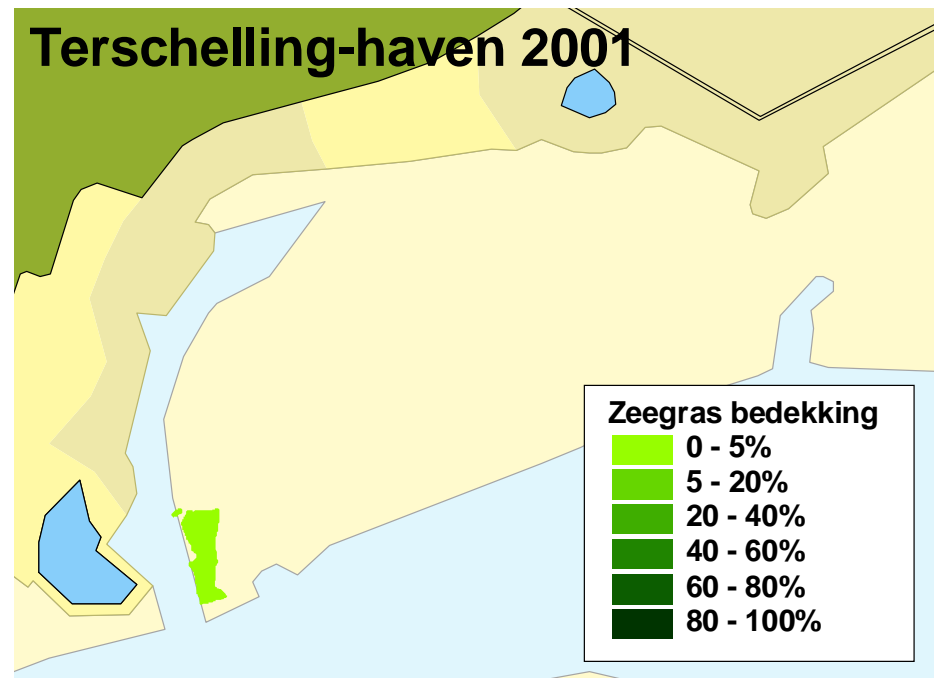 Terschelling-haven 2001
Zeegras bedekking
0 - 5%
5 - 20%
20 - 40%
40 - 60%
60 - 80%
80 - 100%